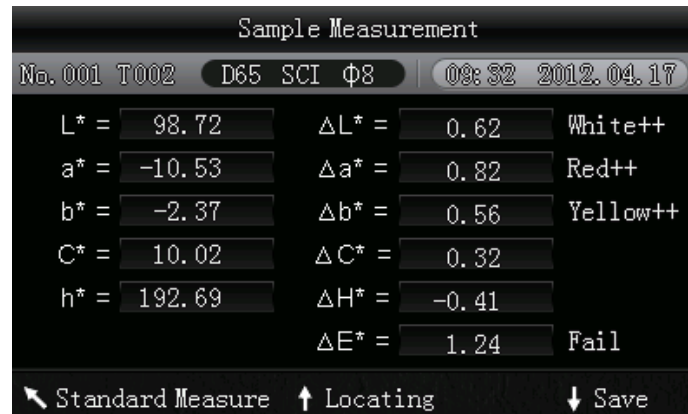 Sample Measurement
No.001 T002 D65 SCI Φ8 09:32 2012.04.17
L* = 98.72 ΔL* = 0.62 White++
a* = -10.53 Δa* = 0.82 Red++
b* = -2.37 Δb* = 0.56 Yellow++
C* = 10.02 ΔC* = 0.32
h* = 192.69 ΔH* = -0.41
ΔE* = 1.24 Fail
↖ Standard Measure ↑ Locating ↓ Save